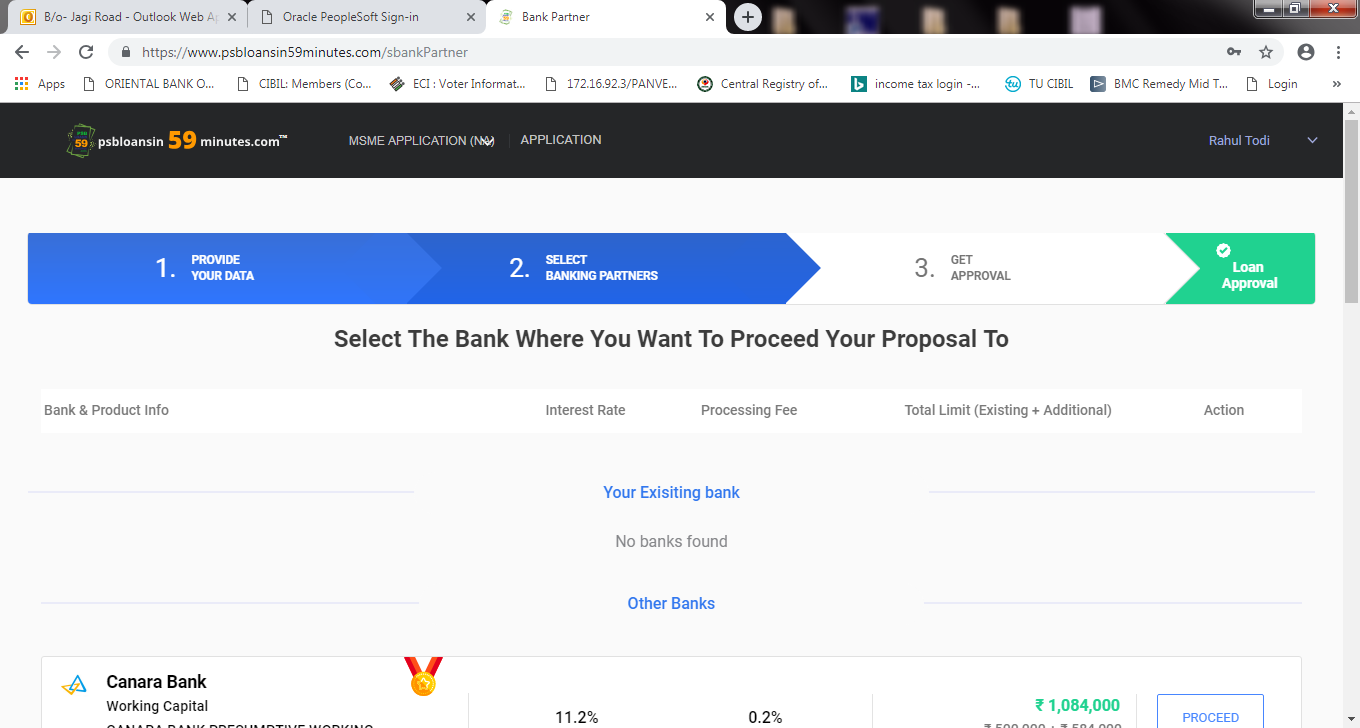 B/o- Jagi Road - Outlook Web Ap
Oracle PeopleSoft Sign-in
Bank Partner
https://www.psbloansin59minutes.com/sbankPartner
Apps
ORIENTAL BANK O...
CIBIL: Members (Co...
ECI : Voter Informat...
172.16.92.3/PANVE...
Central Registry of...
income tax login -...
TU CIBIL
BMC Remedy Mid T...
Login
»
psbloansin 59 minutes.com™
MSME APPLICATION (NA)
APPLICATION
Rahul Todi
1. PROVIDE
YOUR DATA
2. SELECT
BANKING PARTNERS
3. GET
APPROVAL
Loan
Approval
Select The Bank Where You Want To Proceed Your Proposal To
Bank & Product Info
Interest Rate
Processing Fee
Total Limit (Existing + Additional)
Action
Your Exisiting bank
No banks found
Other Banks
Canara Bank
Working Capital
CANARA BANK PRESUMPTIVE WORKING
11.2%
0.2%
₹ 1,084,000
₹ 500,000 + ₹ 584,000
PROCEED